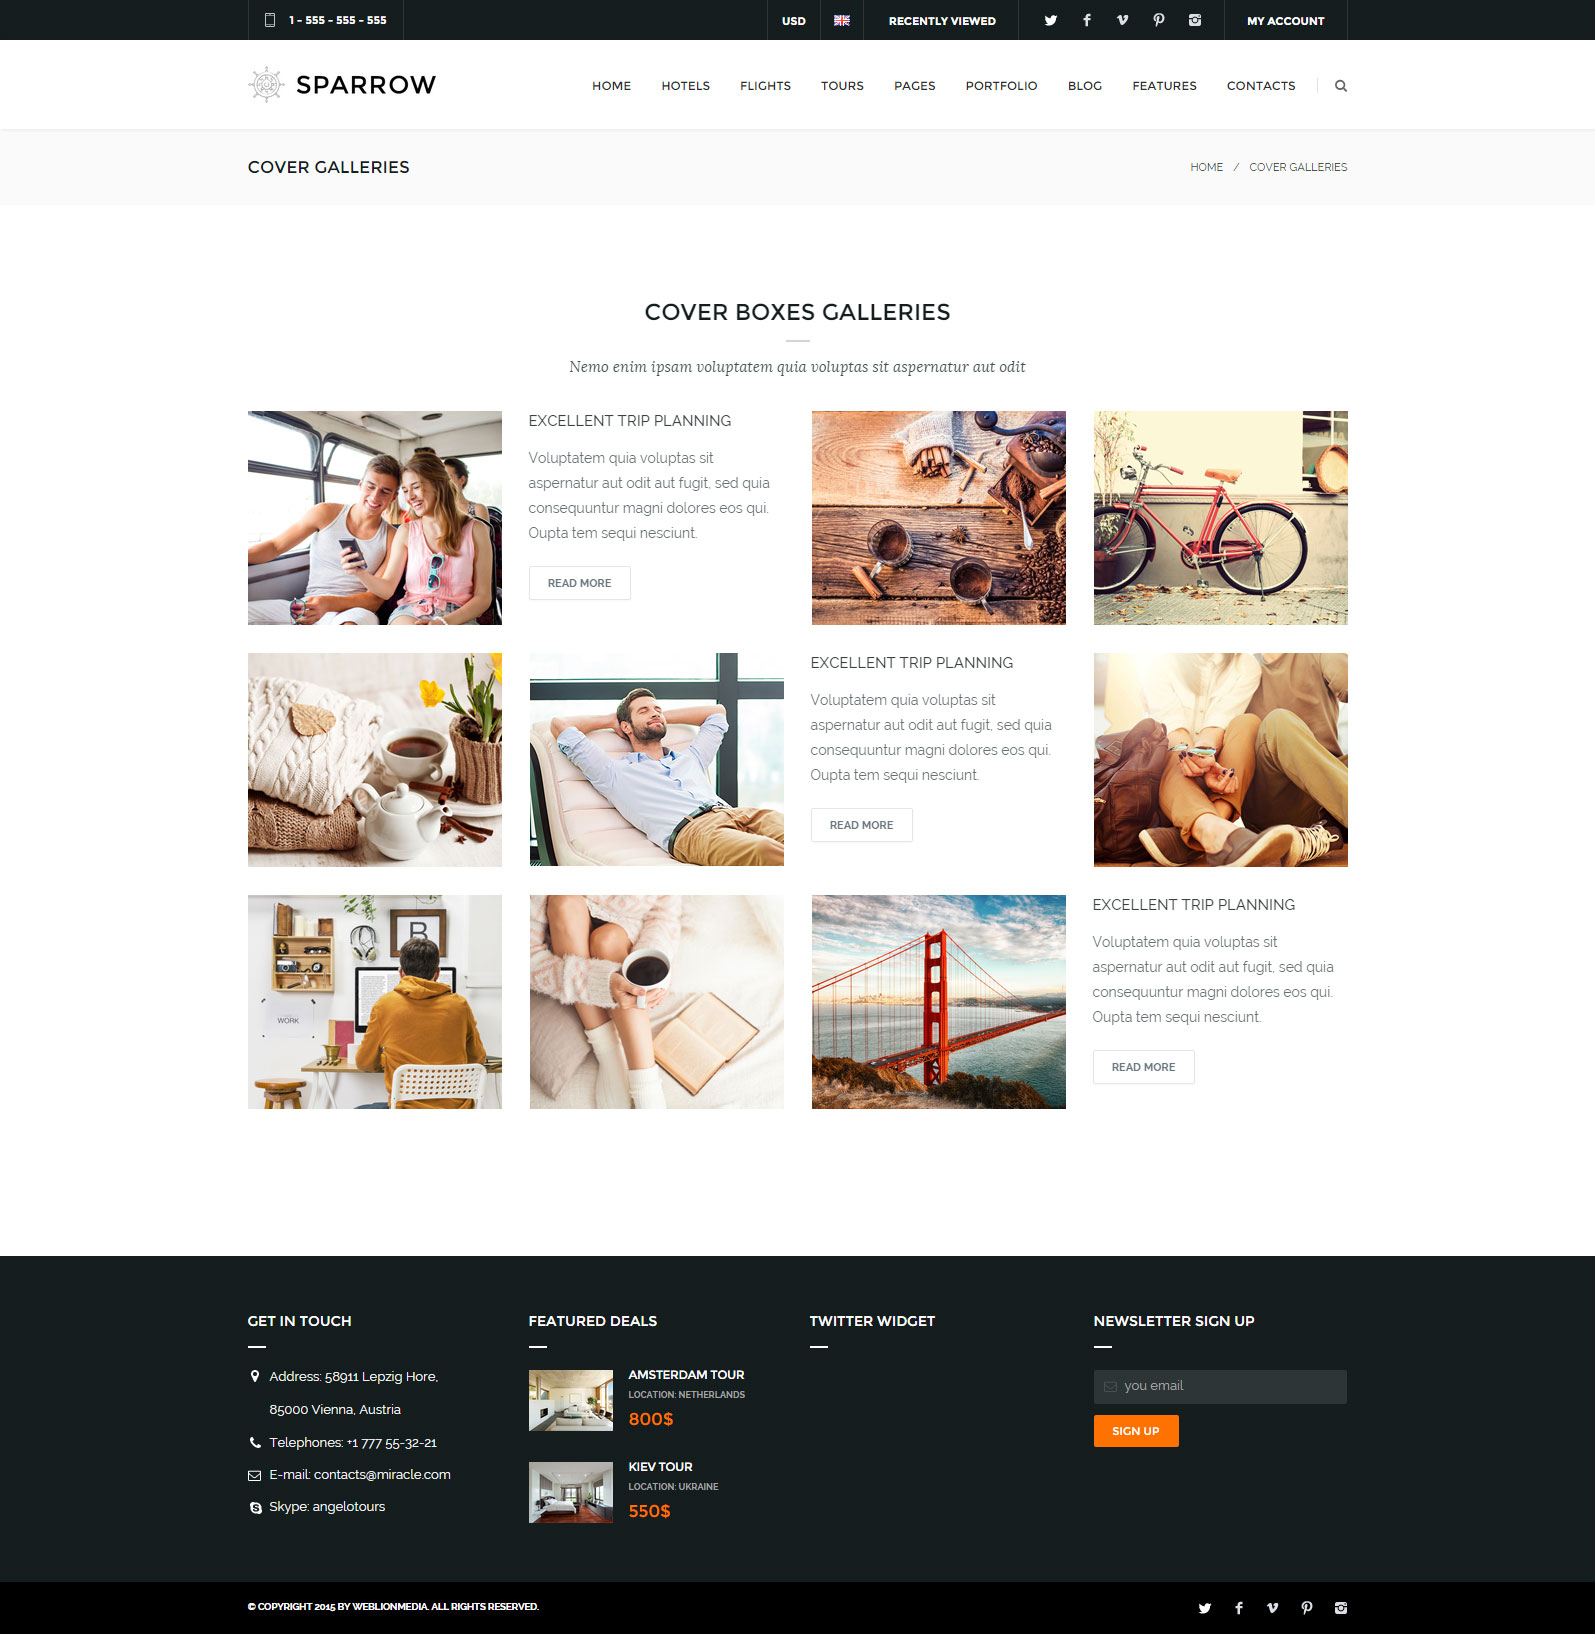 1 - 555 - 555 - 555
USD
RECENTLY VIEWED
MY ACCOUNT
SPARROW
HOME
HOTELS
FLIGHTS
TOURS
PAGES
PORTFOLIO
BLOG
FEATURES
CONTACTS
COVER GALLERIES
HOME / COVER GALLERIES
COVER BOXES GALLERIES
Nemo enim ipsam voluptatem quia voluptas sit aspernatur aut odit
EXCELLENT TRIP PLANNING
Voluptatem quia voluptas sit
aspernatur aut odit aut fugit, sed quia
consequuntur magni dolores eos qui.
Oupta tem sequi nesciunt.
READ MORE
EXCELLENT TRIP PLANNING
Voluptatem quia voluptas sit
aspernatur aut odit aut fugit, sed quia
consequuntur magni dolores eos qui.
Oupta tem sequi nesciunt.
READ MORE
B
WORK
EXCELLENT TRIP PLANNING
Voluptatem quia voluptas sit
aspernatur aut odit aut fugit, sed quia
consequuntur magni dolores eos qui.
Oupta tem sequi nesciunt.
READ MORE
GET IN TOUCH
Address: 58911 Lepzig Hore,
85000 Vienna, Austria
Telephones: +1 777 55-32-21
E-mail: contacts@miracle.com
Skype: angelotours
FEATURED DEALS
AMSTERDAM TOUR
LOCATION: NETHERLANDS
800$
KIEV TOUR
LOCATION: UKRAINE
550$
TWITTER WIDGET
NEWSLETTER SIGN UP
you email
SIGN UP
© COPYRIGHT 2015 BY WEBLIONMEDIA. ALL RIGHTS RESERVED.